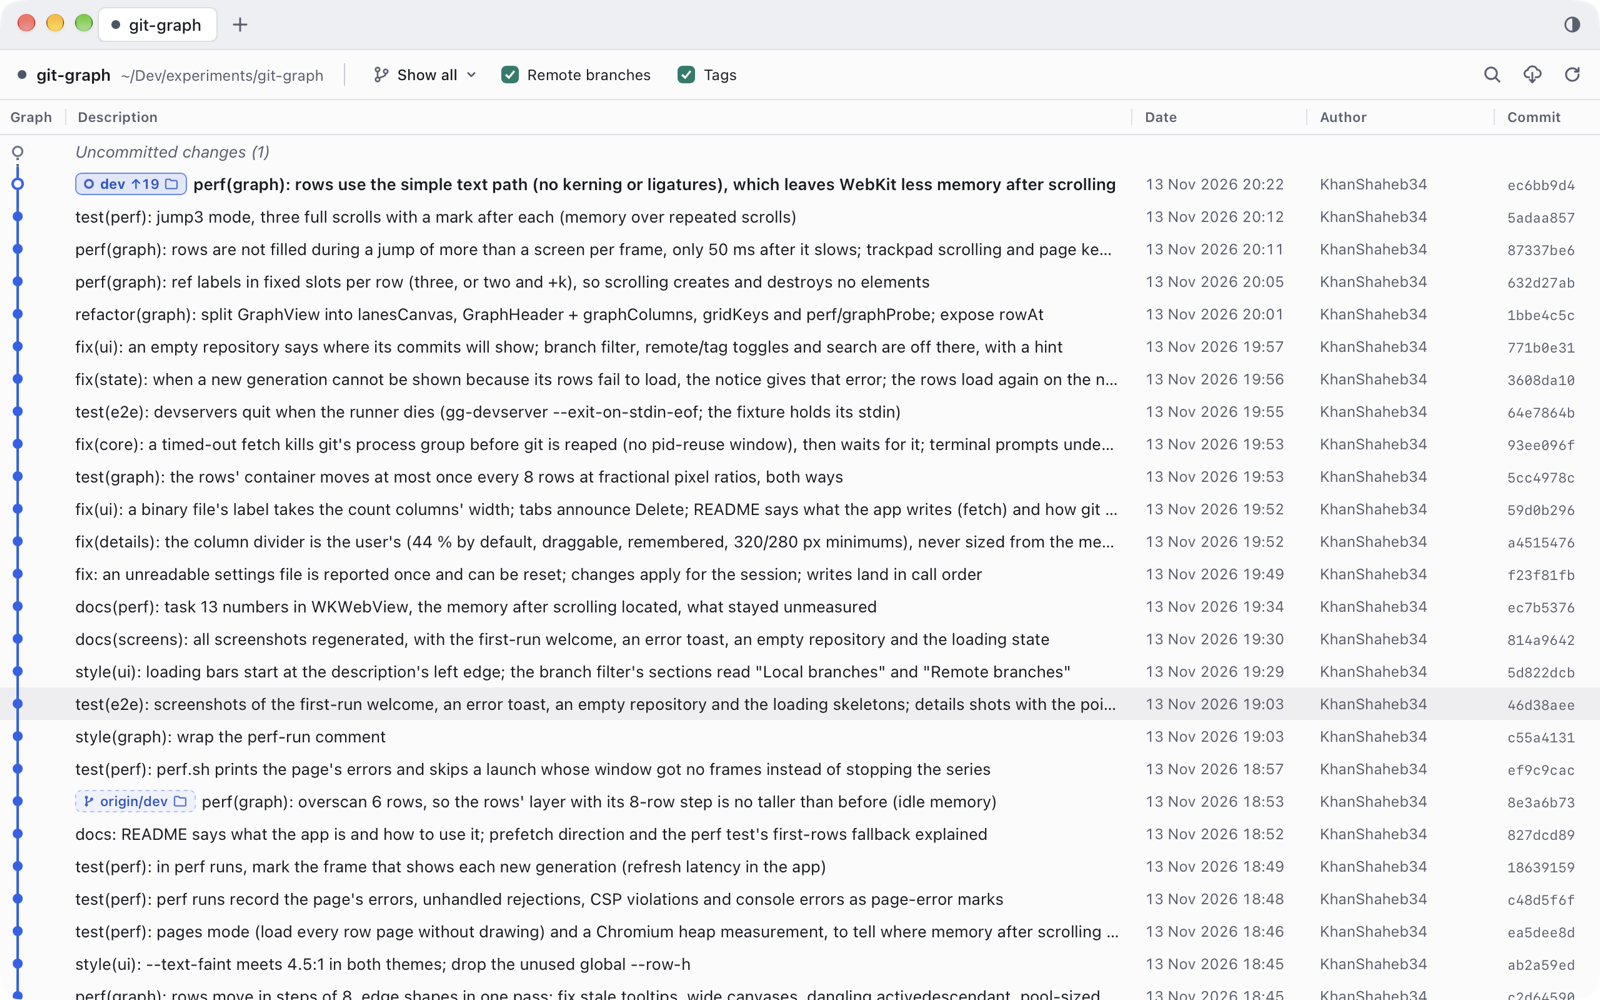 git-graph
git-graph ~/Dev/experiments/git-graph Show all Remote branches Tags
Graph Description Date Author Commit
Uncommitted changes (1)
dev ↑19 perf(graph): rows use the simple text path (no kerning or ligatures), which leaves WebKit less memory after scrolling 13 Nov 2026 20:22 KhanShaheb34 ec6bb9d4
test(perf): jump3 mode, three full scrolls with a mark after each (memory over repeated scrolls) 13 Nov 2026 20:12 KhanShaheb34 5adaa857
perf(graph): rows are not filled during a jump of more than a screen per frame, only 50 ms after it slows; trackpad scrolling and page ke... 13 Nov 2026 20:11 KhanShaheb34 87337be6
perf(graph): ref labels in fixed slots per row (three, or two and +k), so scrolling creates and destroys no elements 13 Nov 2026 20:05 KhanShaheb34 632d27ab
refactor(graph): split GraphView into lanesCanvas, GraphHeader + graphColumns, gridKeys and perf/graphProbe; expose rowAt 13 Nov 2026 20:01 KhanShaheb34 1bbe4c5c
fix(ui): an empty repository says where its commits will show; branch filter, remote/tag toggles and search are off there, with a hint 13 Nov 2026 19:57 KhanShaheb34 771b0e31
fix(state): when a new generation cannot be shown because its rows fail to load, the notice gives that error; the rows load again on the n... 13 Nov 2026 19:56 KhanShaheb34 3608da10
test(e2e): devservers quit when the runner dies (gg-devserver --exit-on-stdin-eof; the fixture holds its stdin) 13 Nov 2026 19:55 KhanShaheb34 64e7864b
fix(core): a timed-out fetch kills git's process group before git is reaped (no pid-reuse window), then waits for it; terminal prompts unde... 13 Nov 2026 19:53 KhanShaheb34 93ee096f
test(graph): the rows' container moves at most once every 8 rows at fractional pixel ratios, both ways 13 Nov 2026 19:53 KhanShaheb34 5cc4978c
fix(ui): a binary file's label takes the count columns' width; tabs announce Delete; README says what the app writes (fetch) and how git ... 13 Nov 2026 19:52 KhanShaheb34 59d0b296
fix(details): the column divider is the user's (44 % by default, draggable, remembered, 320/280 px minimums), never sized from the me... 13 Nov 2026 19:52 KhanShaheb34 a4515476
fix: an unreadable settings file is reported once and can be reset; changes apply for the session; writes land in call order 13 Nov 2026 19:49 KhanShaheb34 f23f81fb
docs(perf): task 13 numbers in WKWebView, the memory after scrolling located, what stayed unmeasured 13 Nov 2026 19:34 KhanShaheb34 ec7b5376
docs(screens): all screenshots regenerated, with the first-run welcome, an error toast, an empty repository and the loading state 13 Nov 2026 19:30 KhanShaheb34 814a9642
style(ui): loading bars start at the description's left edge; the branch filter's sections read "Local branches" and "Remote branches" 13 Nov 2026 19:29 KhanShaheb34 5d822dcb
test(e2e): screenshots of the first-run welcome, an error toast, an empty repository and the loading skeletons; details shots with the poi... 13 Nov 2026 19:03 KhanShaheb34 46d38aee
style(graph): wrap the perf-run comment 13 Nov 2026 19:03 KhanShaheb34 c55a4131
test(perf): perf.sh prints the page's errors and skips a launch whose window got no frames instead of stopping the series 13 Nov 2026 18:57 KhanShaheb34 ef9c9cac
origin/dev perf(graph): overscan 6 rows, so the rows' layer with its 8-row step is no taller than before (idle memory) 13 Nov 2026 18:53 KhanShaheb34 8e3a6b73
docs: README says what the app is and how to use it; prefetch direction and the perf test's first-rows fallback explained 13 Nov 2026 18:52 KhanShaheb34 827dcd89
test(perf): in perf runs, mark the frame that shows each new generation (refresh latency in the app) 13 Nov 2026 18:49 KhanShaheb34 18639159
test(perf): perf runs record the page's errors, unhandled rejections, CSP violations and console errors as page-error marks 13 Nov 2026 18:48 KhanShaheb34 c48d5f6f
test(perf): pages mode (load every row page without drawing) and a Chromium heap measurement, to tell where memory after scrolling ... 13 Nov 2026 18:46 KhanShaheb34 ea5dee8d
style(ui): --text-faint meets 4.5:1 in both themes; drop the unused global --row-h 13 Nov 2026 18:45 KhanShaheb34 ab2a59ed
perf(graph): rows move in steps of 8, edge shapes in one pass; fix stale tooltips, wide canvases, dangling activedescendant, pool-sized 13 Nov 2026 18:45 KhanShaheb34 c2d64590